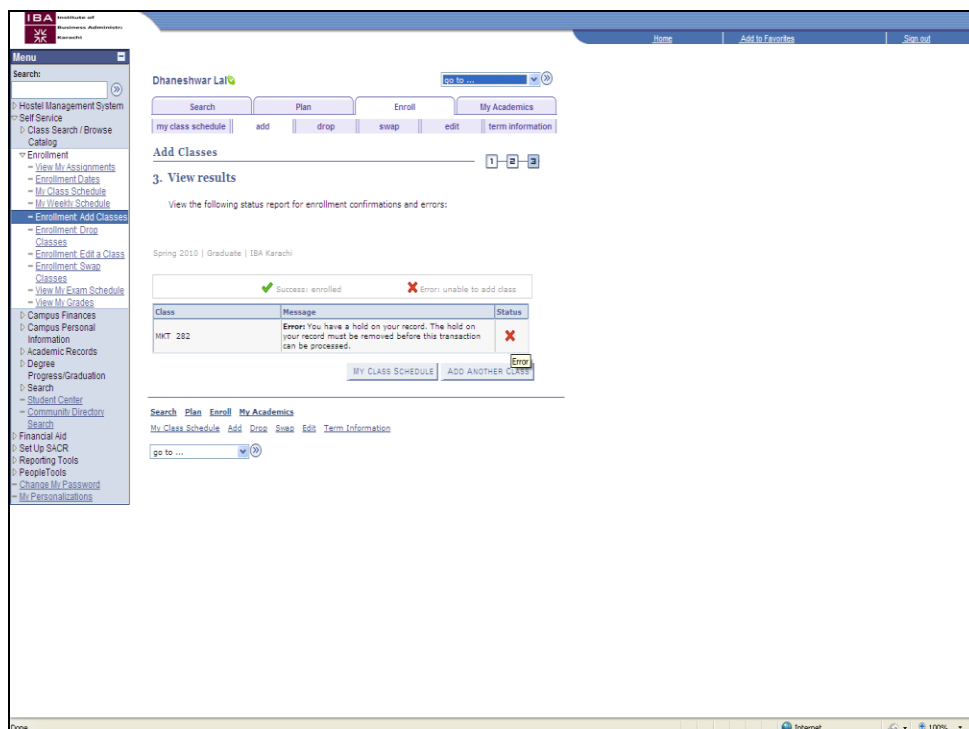 IBA Institute of
Business Administr:
Karachi
Home Add to Favorites Sign out
Menu
Search:
Hostel Management System
Self Service
Class Search / Browse
Catalog
Enrollment
View My Assignments
Enrollment Dates
My Class Schedule
My Weekly Schedule
Enrollment: Add Classes
Enrollment: Drop
Classes
Enrollment: Edit a Class
Enrollment: Swap
Classes
View My Exam Schedule
View My Grades
Campus Finances
Campus Personal
Information
Academic Records
Degree
Progress/Graduation
Search
Student Center
Community Directory
Search
Financial Aid
Set Up SACR
Reporting Tools
PeopleTools
Change My Password
My Personalizations
Dhaneshwar Lal
go to ...
Search Plan Enroll My Academics
my class schedule add drop swap edit term information
Add Classes
1 2 3
3. View results
View the following status report for enrollment confirmations and errors:
Spring 2010 | Graduate | IBA Karachi
Success: enrolled Error: unable to add class
Class Message Status
MKT 282
Error: You have a hold on your record. The hold on
your record must be removed before this transaction
can be processed.
Error
MY CLASS SCHEDULE ADD ANOTHER CLASS
Search Plan Enroll My Academics
My Class Schedule Add Drop Swap Edit Term Information
go to ...
Done Internet 100%